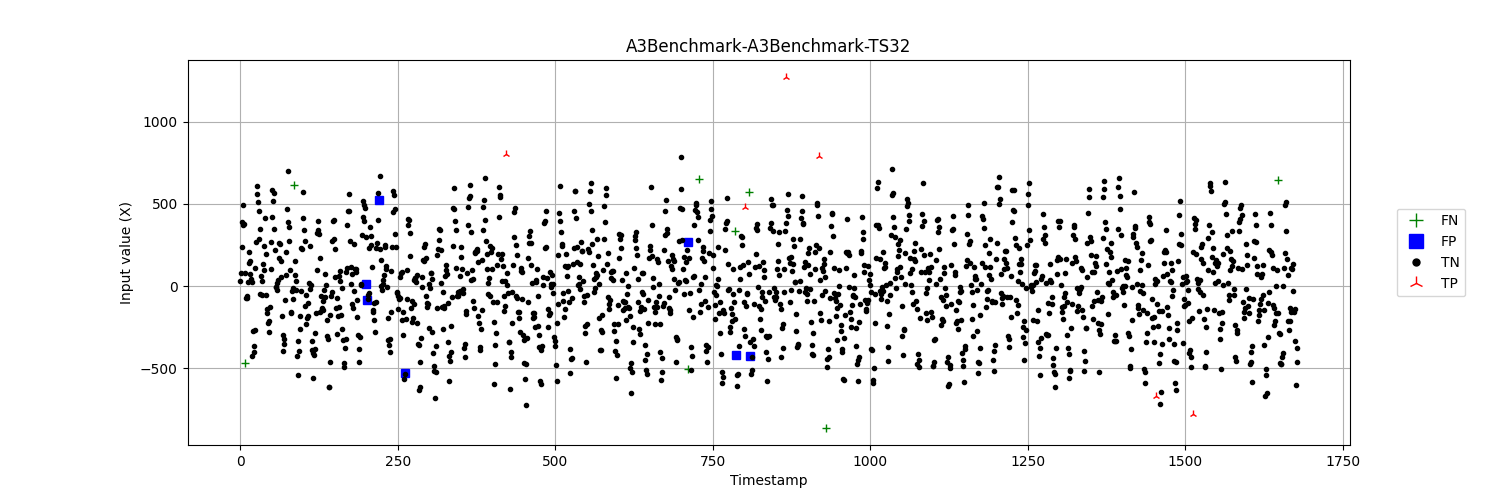 A3Benchmark-A3Benchmark-TS32
Input value (X)
1000
500
0
−500
0
250
500
750
1000
1250
1500
1750
Timestamp
FN
FP
TN
TP